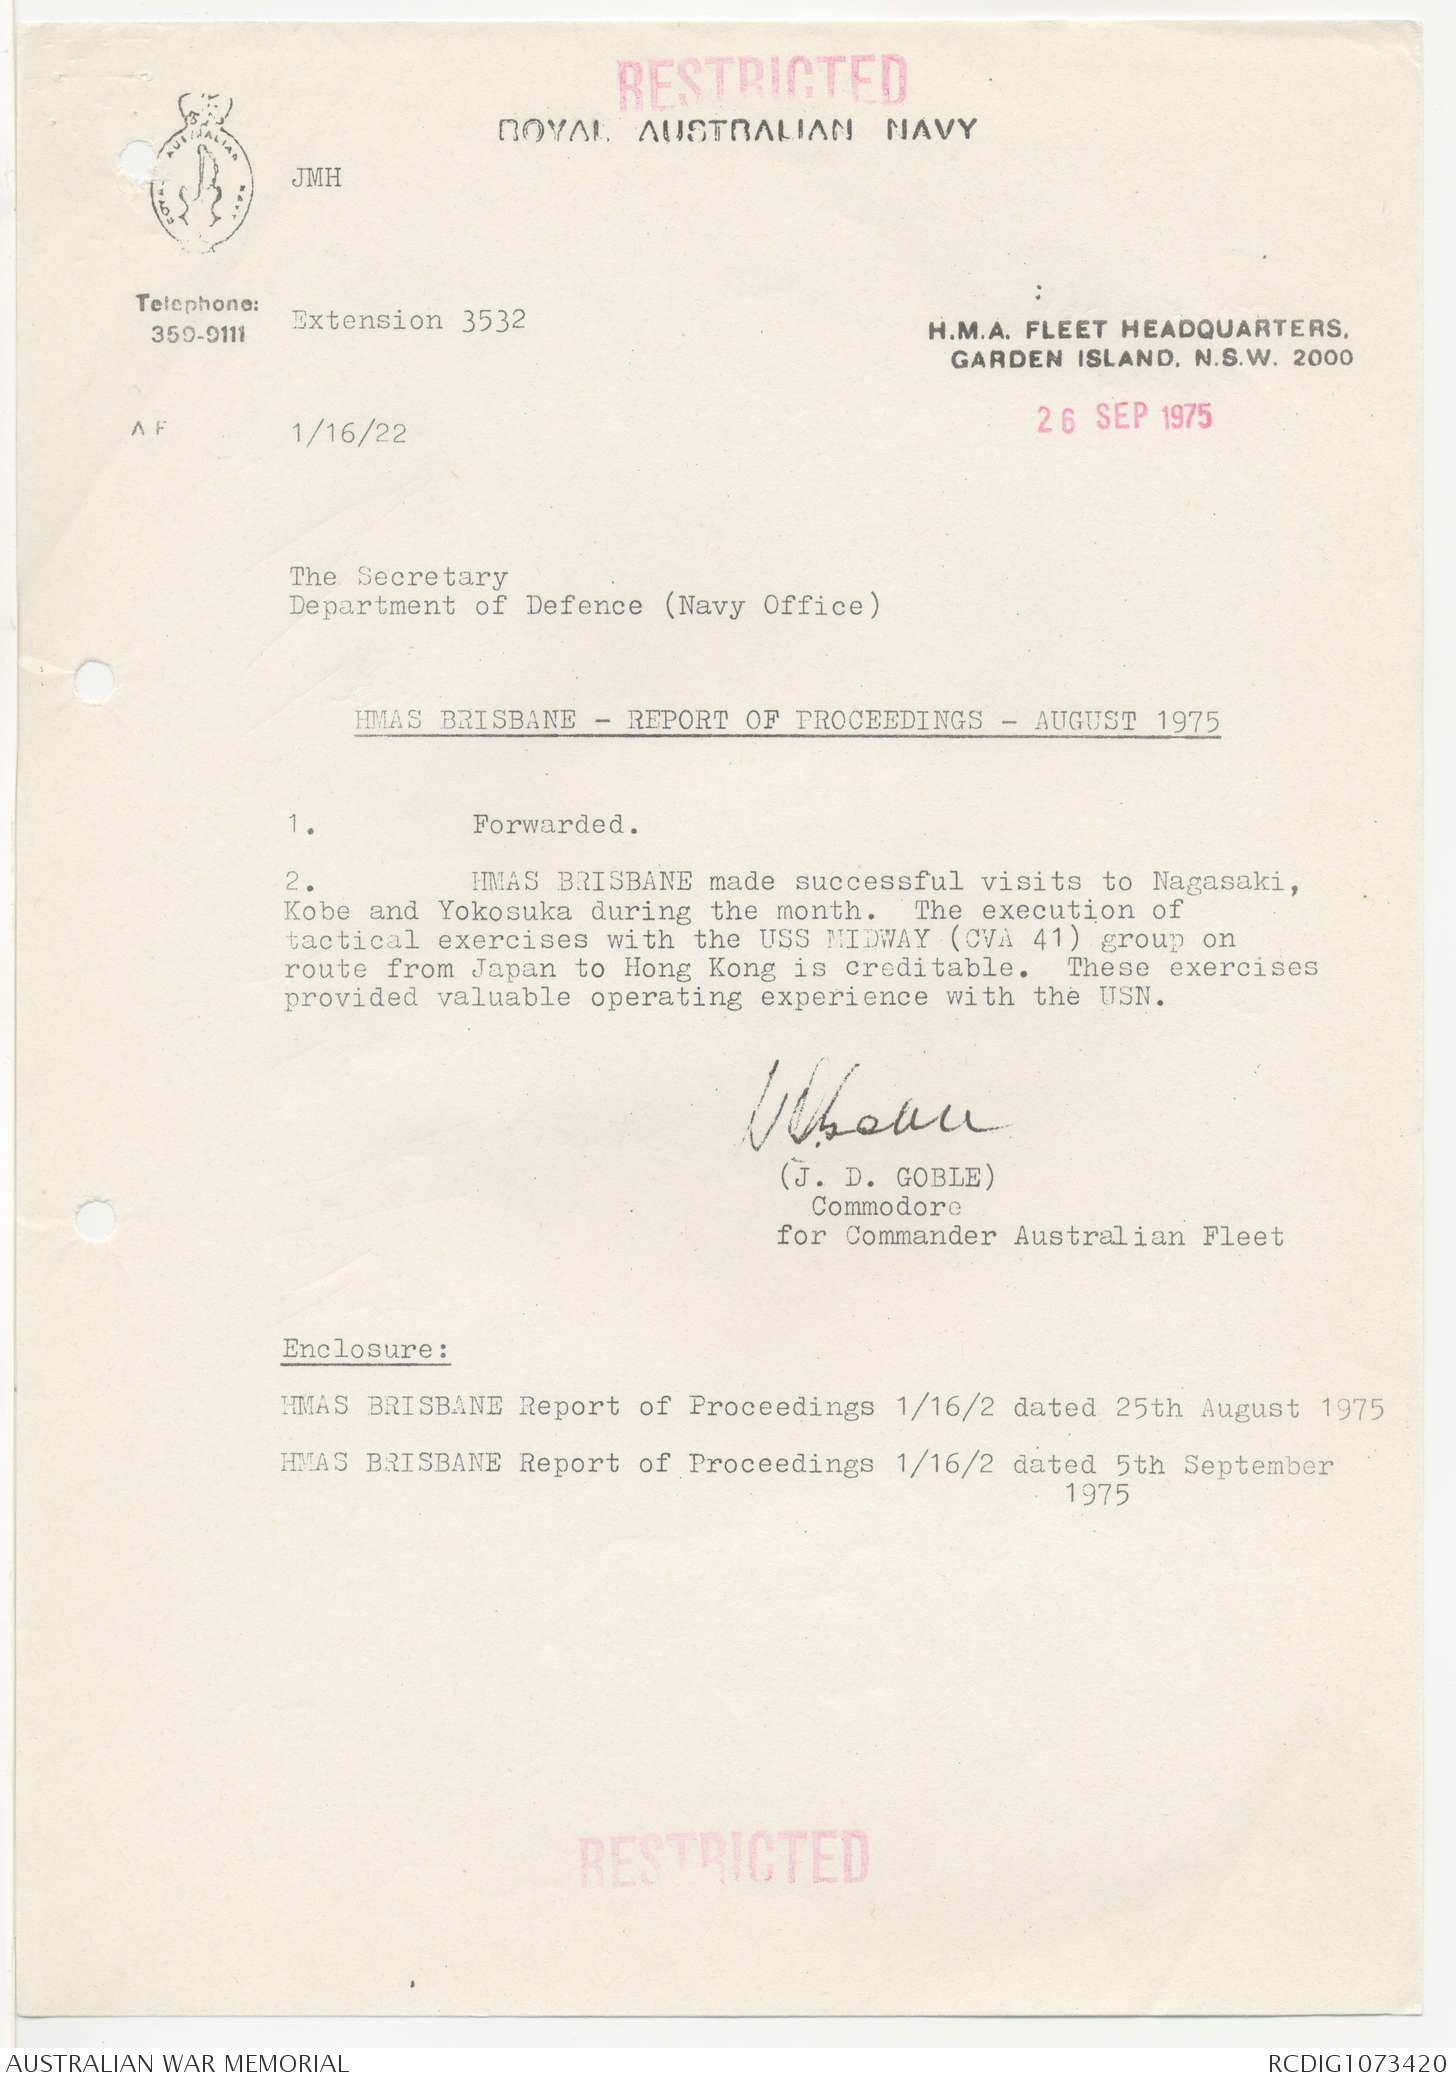 RESTRICTED
ROYAL AUSTRALIAN NAVY
ROYAL AUSTRALIAN NAVY
JMH
Telephone:
359-9111
Extension 3532
H.M.A. FLEET HEADQUARTERS,
GARDEN ISLAND, N.S.W. 2000
26 SEP 1975
AF 1/16/22
The Secretary
Department of Defence (Navy Office)
HMAS BRISBANE - REPORT OF PROCEEDINGS - AUGUST 1975
1. Forwarded.
2. HMAS BRISBANE made successful visits to Nagasaki,
Kobe and Yokosuka during the month. The execution of
tactical exercises with the USS MIDWAY (CVA 41) group on
route from Japan to Hong Kong is creditable. These exercises
provided valuable operating experience with the USN.
(J. D. GOBLE)
Commodore
for Commander Australian Fleet
Enclosure:
HMAS BRISBANE Report of Proceedings 1/16/2 dated 25th August 1975
HMAS BRISBANE Report of Proceedings 1/16/2 dated 5th September
1975
RESTRICTED
AUSTRALIAN WAR MEMORIAL
RCDIG1073420